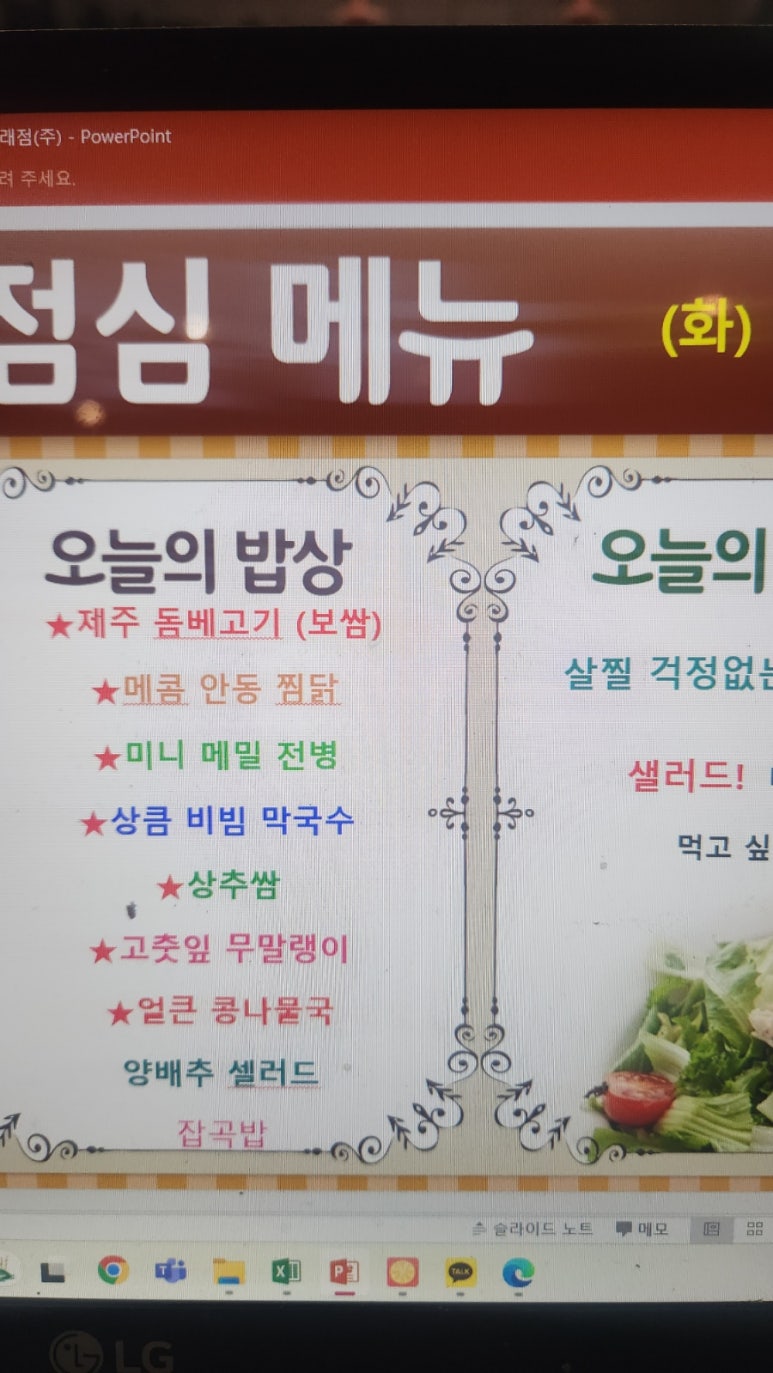 래점(주) - PowerPoint
려 주세요.
점심 메뉴 (화)
오늘의 밥상
★제주 돔베고기 (보쌈)
★메콤 안동 찜닭
★미니 메밀 전병
★상큼 비빔 막국수
★상추쌈
★고춧잎 무말랭이
★얼큰 콩나물국
양배추 셀러드
잡곡밥
오늘의
살찔 걱정없는
샐러드!
먹고 싶
슬라이드 노트 메모
TALK
LG